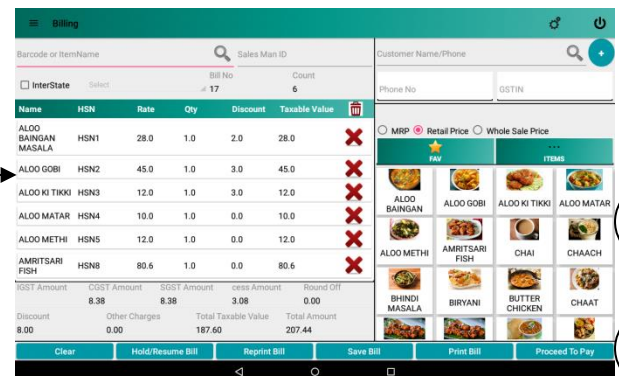 Billing
Barcode or ItemName Sales Man ID
InterState Select Bill No 17 Count 6
Name HSN Rate Qty Discount Taxable Value
ALOO BAINGAN MASALA HSN1 28.0 1.0 2.0 28.0
ALOO GOBI HSN2 45.0 1.0 3.0 45.0
ALOO KI TIKKI HSN3 12.0 1.0 3.0 12.0
ALOO MATAR HSN4 10.0 1.0 0.0 10.0
ALOO METHI HSN5 12.0 1.0 0.0 12.0
AMRITSARI FISH HSN8 80.6 1.0 0.0 80.6
IGST Amount CGST Amount SGST Amount cess Amount Round Off
8.38 8.38 3.08 0.00
Discount Other Charges Total Taxable Value Total Amount
8.00 0.00 187.60 207.44
Customer Name/Phone
Phone No GSTIN
MRP Retail Price Whole Sale Price
FAV ITEMS
ALOO BAINGAN ALOO GOBI ALOO KI TIKKI ALOO MATAR
ALOO METHI AMRITSARI FISH CHAI CHAACH
BHINDI MASALA BIRYANI BUTTER CHICKEN CHAAT
Clear Hold/Resume Bill Reprint Bill Save Bill Print Bill Proceed To Pay